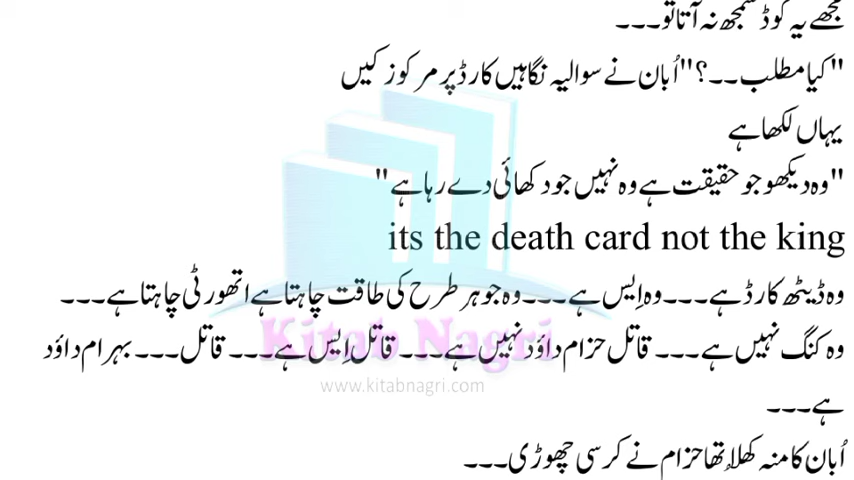 مجھے یہ کوڈ سمجھ نہ آتا تو۔۔۔
"کیا مطلب۔۔؟" اُبان نے سوالیہ نگاہیں کارڈ پر مرکوز کیں
یہاں لکھا ہے
"وہ دیکھو جو حقیقت ہے وہ نہیں جو دکھائی دے رہا ہے"
its the death card not the king
وہ ڈیٹھ کارڈ ہے۔۔۔ وہ اِیس ہے۔۔۔ وہ جو ہر طرح کی طاقت چاہتا ہے اتھورٹی چاہتا ہے۔۔۔
وہ کنگ نہیں ہے۔۔۔ قاتل حزام داؤد نہیں ہے۔۔۔ قاتل اِیس ہے۔۔۔ قاتل۔۔۔ بہرام داؤد
ہے۔۔۔
اُبان کا منہ کھلا تھا حزام نے کرسی چھوڑی۔۔۔
Kitab Nagri
www.kitabnagri.com